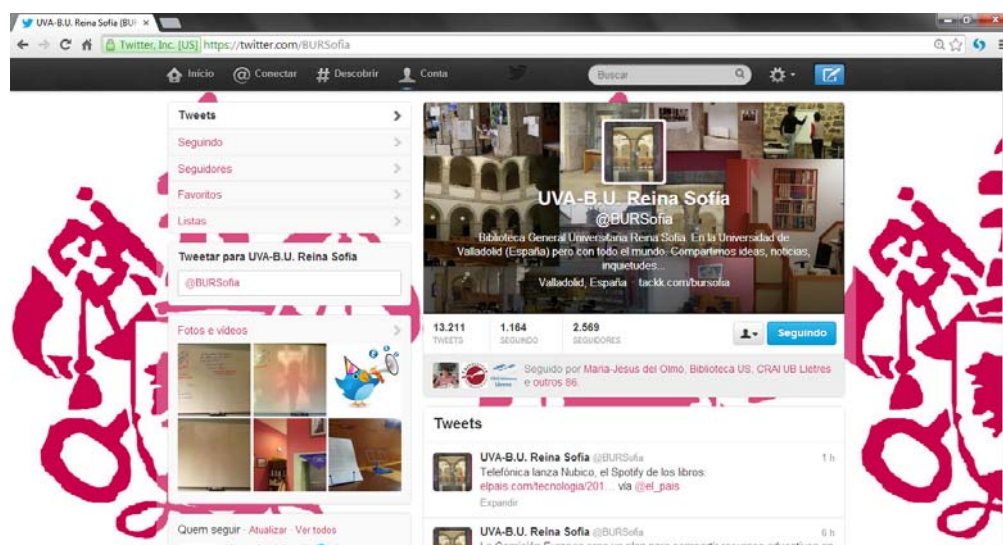 UVA-B.U. Reina Sofia (BUR
Twitter, Inc. [US] https://twitter.com/BURSofia
Início Conectar Descobrir Conta Buscar
Tweets
Seguindo
Seguidores
Favoritos
Listas
Tweetar para UVA-B.U. Reina Sofía
@BURSofia
Fotos e vídeos
Quem seguir · Atualizar · Ver todos
UVA-B.U. Reina Sofía
@BURSofia
Biblioteca General Universitaria Reina Sofía. En la Universidad de
Valladolid (España) pero con todo el mundo. Compartimos ideas, noticias,
inquietudes...
Valladolid, España · tackk.com/bursofia
13.211 1.164 2.569
TWEETS SEGUINDO SEGUIDORES
Seguindo
Seguido por Maria-Jesus del Olmo, Biblioteca US, CRAI UB Lletres
e outros 86.
Tweets
UVA-B.U. Reina Sofía @BURSofia 1 h
Telefónica lanza Nubico, el Spotify de los libros:
elpais.com/tecnologia/201... vía @el_pais
Expandir
UVA-B.U. Reina Sofía @BURSofia 6 h